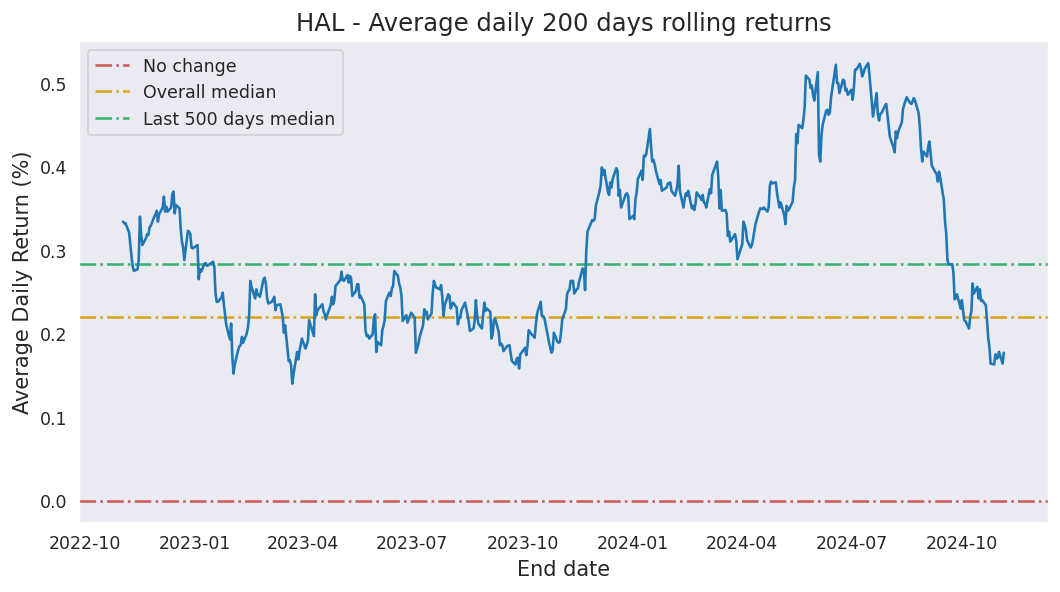 HAL - Average daily 200 days rolling returns
No change
Overall median
Last 500 days median
Average Daily Return (%)
0.5
0.4
0.3
0.2
0.1
0.0
2022-10 2023-01 2023-04 2023-07 2023-10 2024-01 2024-04 2024-07 2024-10
End date